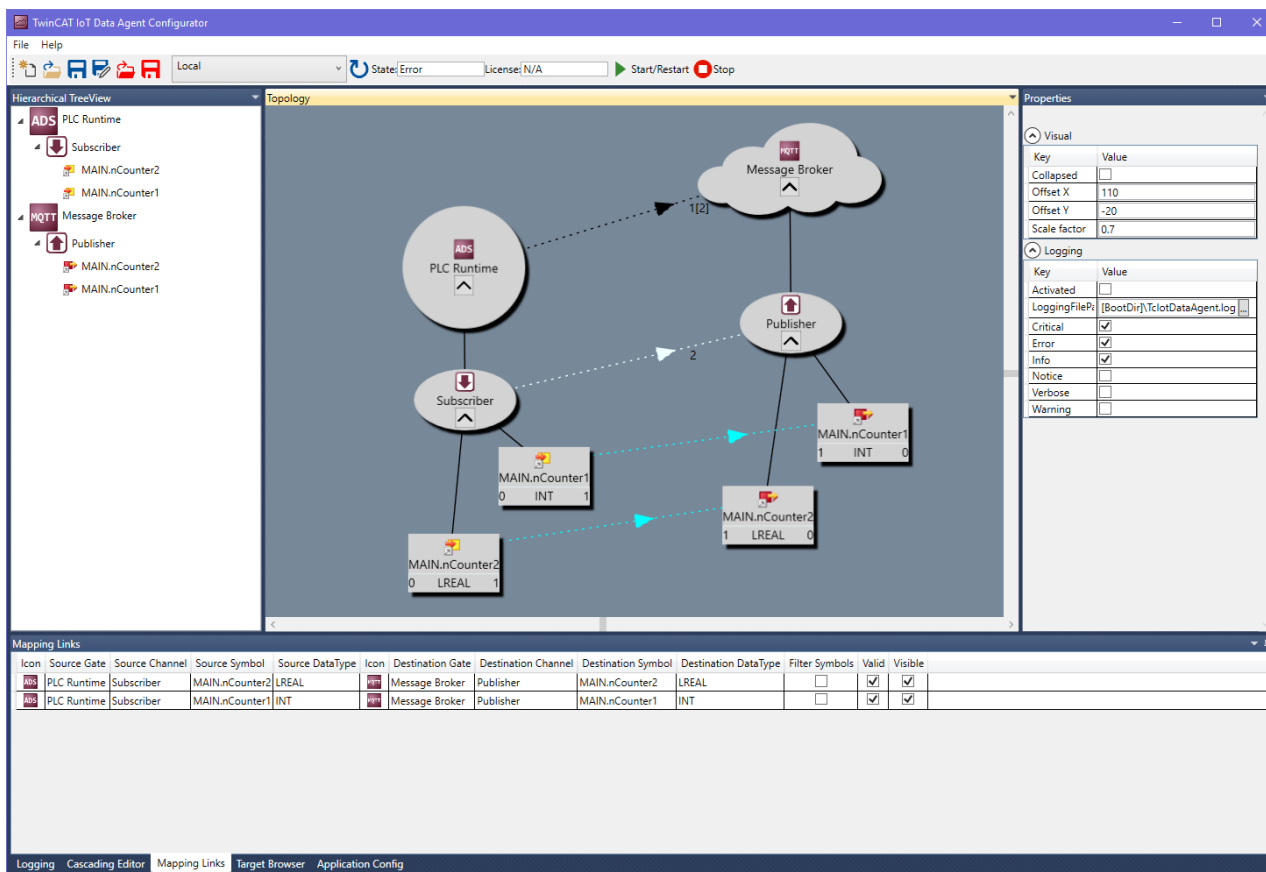 TwinCAT IoT Data Agent Configurator
File Help
Local State: Error License: N/A Start/Restart Stop
Hierarchical TreeView
ADS PLC Runtime
Subscriber
MAIN.nCounter2
MAIN.nCounter1
MQTT Message Broker
Publisher
MAIN.nCounter2
MAIN.nCounter1
Topology
MQTT
Message Broker
1[2]
ADS
PLC Runtime
Publisher
2
Subscriber
MAIN.nCounter1
1 INT 0
MAIN.nCounter1
0 INT 1
MAIN.nCounter2
1 LREAL 0
MAIN.nCounter2
0 LREAL 1
Properties
Visual
Key Value
Collapsed
Offset X 110
Offset Y -20
Scale factor 0.7
Logging
Key Value
Activated
LoggingFilePa [BootDir]\TcIotDataAgent.log ...
Critical
Error
Info
Notice
Verbose
Warning
Mapping Links
Icon Source Gate Source Channel Source Symbol Source DataType Icon Destination Gate Destination Channel Destination Symbol Destination DataType Filter Symbols Valid Visible
ADS PLC Runtime Subscriber MAIN.nCounter2 LREAL MQTT Message Broker Publisher MAIN.nCounter2 LREAL
ADS PLC Runtime Subscriber MAIN.nCounter1 INT MQTT Message Broker Publisher MAIN.nCounter1 INT
Logging Cascading Editor Mapping Links Target Browser Application Config